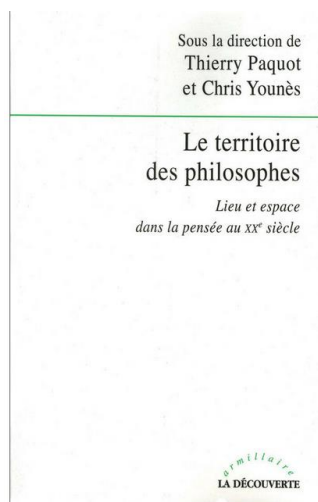 Sous la direction de
Thierry Paquot
et Chris Younès
Le territoire
des philosophes
Lieu et espace
dans la pensée au XXe siècle
armillaire
LA DÉCOUVERTE